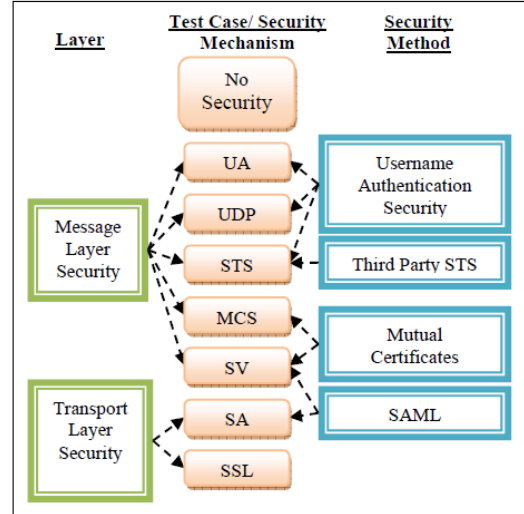 Layer
Test Case/ Security
Mechanism
Security
Method
No
Security
UA
UDP
STS
MCS
SV
SA
SSL
Message
Layer
Security
Transport
Layer
Security
Username
Authentication
Security
Third Party STS
Mutual
Certificates
SAML